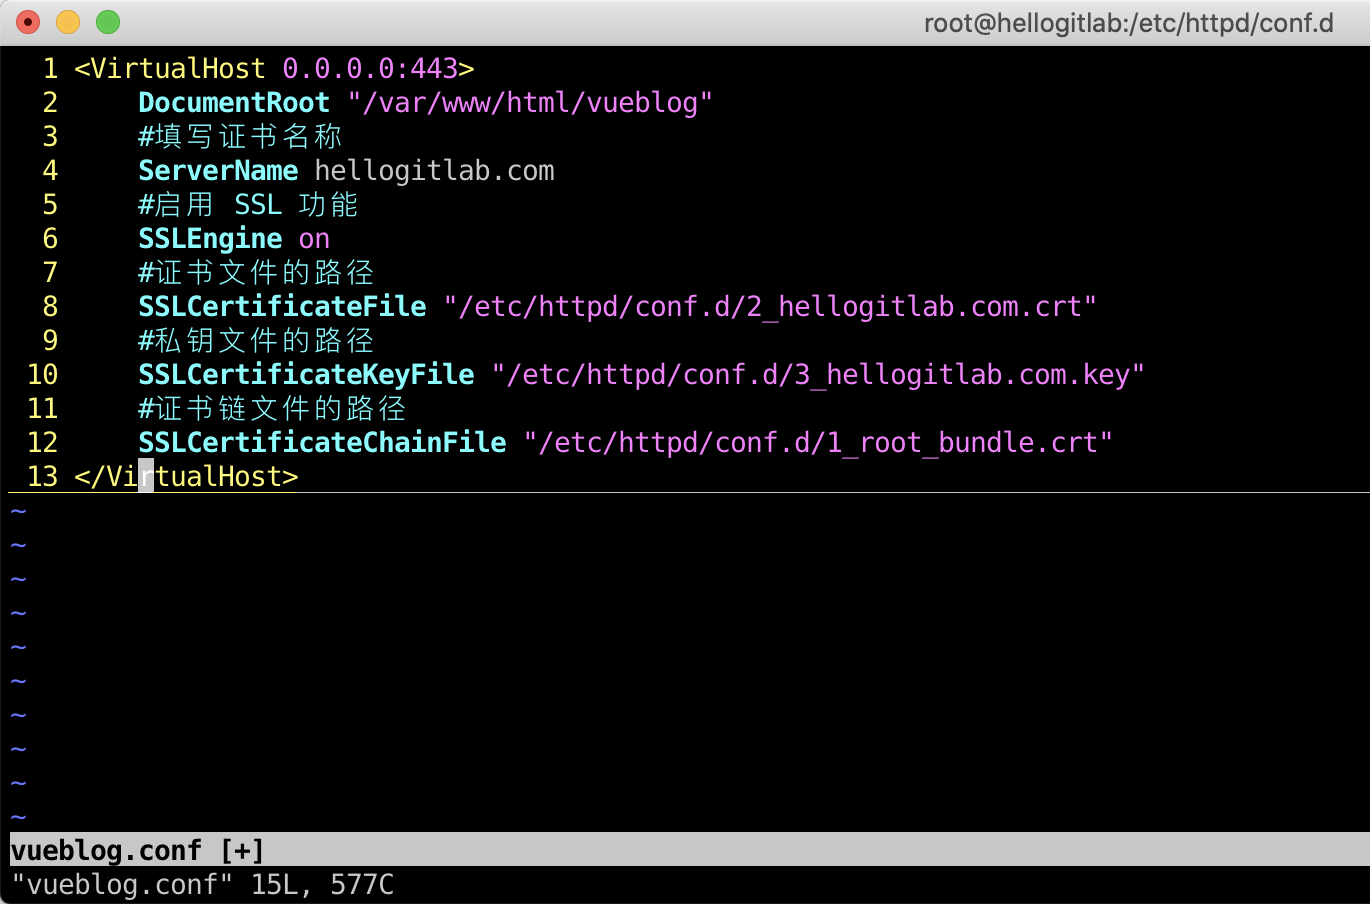 root@hellogitlab:/etc/httpd/conf.d
1 <VirtualHost 0.0.0.0:443>
2     DocumentRoot "/var/www/html/vueblog"
3     #填写证书名称
4     ServerName hellogitlab.com
5     #启用 SSL 功能
6     SSLEngine on
7     #证书文件的路径
8     SSLCertificateFile "/etc/httpd/conf.d/2_hellogitlab.com.crt"
9     #私钥文件的路径
10     SSLCertificateKeyFile "/etc/httpd/conf.d/3_hellogitlab.com.key"
11     #证书链文件的路径
12     SSLCertificateChainFile "/etc/httpd/conf.d/1_root_bundle.crt"
13 </VirtualHost>
~
~
~
~
~
~
~
~
~
~
vueblog.conf [+]
"vueblog.conf" 15L, 577C